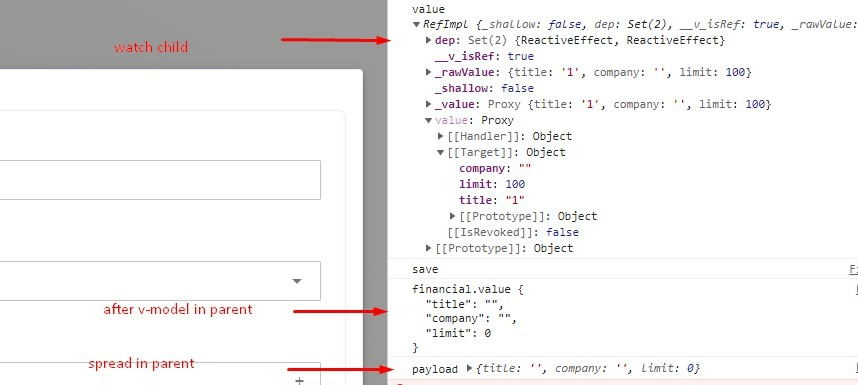 value
RefImpl {_shallow: false, dep: Set(2), __v_isRef: true, _rawValue:
watch child
dep: Set(2) {ReactiveEffect, ReactiveEffect}
__v_isRef: true
_rawValue: {title: '1', company: '', limit: 100}
_shallow: false
_value: Proxy {title: '1', company: '', limit: 100}
value: Proxy
[[Handler]]: Object
[[Target]]: Object
company: ""
limit: 100
title: "1"
[[Prototype]]: Object
[[IsRevoked]]: false
[[Prototype]]: Object
save
financial.value {
"title": "",
after v-model in parent
"company": "",
"limit": 0
}
spread in parent
payload {title: '', company: '', limit: 0}